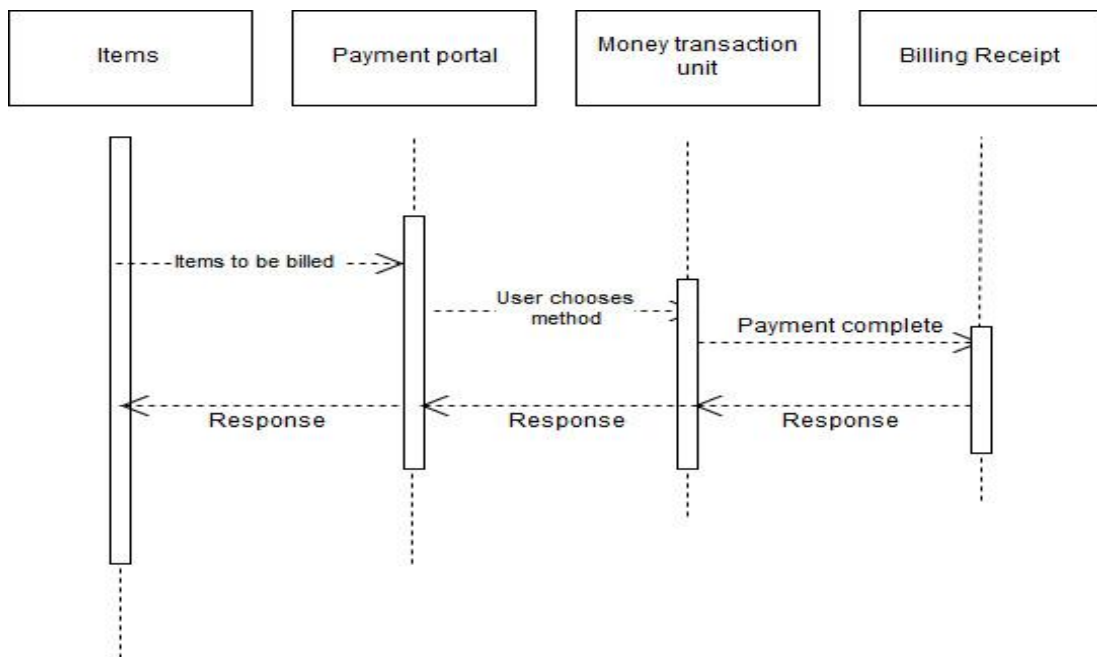 Items
Payment portal
Money transaction
unit
Billing Receipt
Items to be billed
User chooses
method
Payment complete
Response
Response
Response